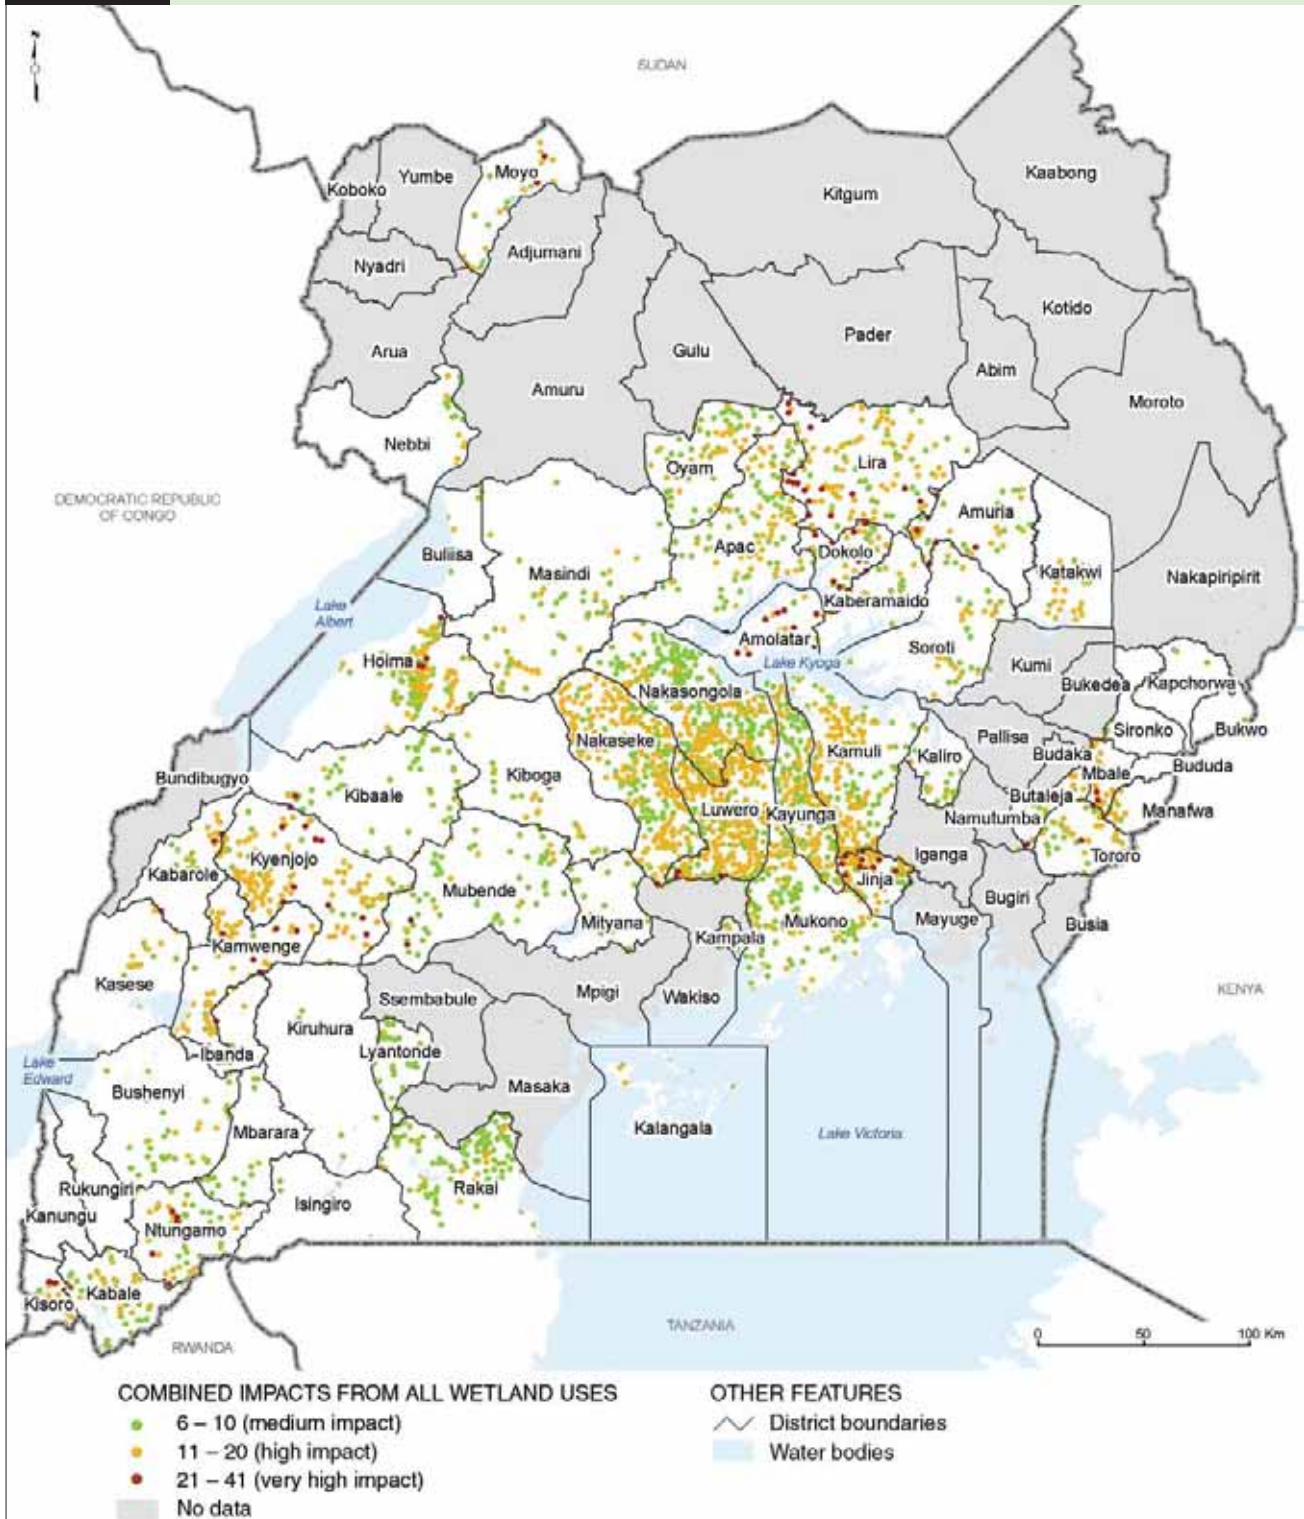 N
SUDAN
Koboko
Yumbe
Moyo
Kaabong
Kitgum
Nyadri
Adjumani
Kotido
Arua
Gulu
Pader
Abim
Amuru
Moroto
Nebbi
Oyam
Lira
DEMOCRATIC REPUBLIC
OF CONGO
Amuria
Buliisa
Apac
Dokolo
Masindi
Katakwi
Nakapiripirit
Lake
Albert
Kaberamaido
Amolatar
Hoima
Lake Kyoga
Soroti
Kumi
Nakasongola
Bukedea
Kapchorwa
Nakaseke
Kamuli
Kaliro
Pallisa
Sironko
Bukwo
Budaka
Bundibugyo
Kiboga
Mbale
Bududa
Kibaale
Butaleja
Luwero
Kayunga
Namutumba
Manafwa
Kyenjojo
Iganga
Tororo
Kabarole
Mubende
Jinja
Bugiri
Mityana
Mukono
Mayuge
Busia
Kamwenge
Kampala
Kasese
Mpigi
Wakiso
KENYA
Ssembabule
Kiruhura
Ibanda
Lyantonde
Lake
Edward
Bushenyi
Masaka
Mbarara
Kalangala
Lake Victoria
Rukungiri
Rakai
Kanungu
Isingiro
Ntungamo
Kabale
Kisoro
RWANDA
TANZANIA
0 50 100 Km
COMBINED IMPACTS FROM ALL WETLAND USES
6 – 10 (medium impact)
11 – 20 (high impact)
21 – 41 (very high impact)
No data
OTHER FEATURES
District boundaries
Water bodies